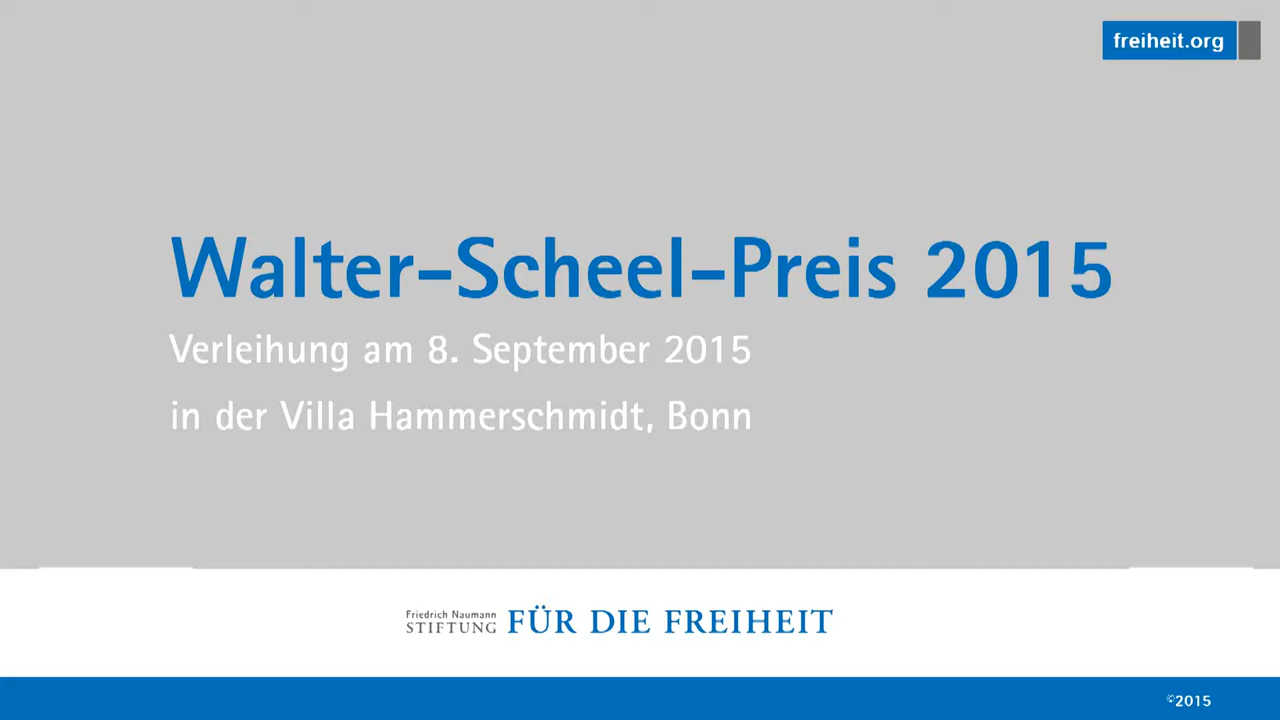 freiheit.org
Walter-Scheel-Preis 2015
Verleihung am 8. September 2015
in der Villa Hammerschmidt, Bonn
Friedrich Naumann
STIFTUNG FÜR DIE FREIHEIT
©2015